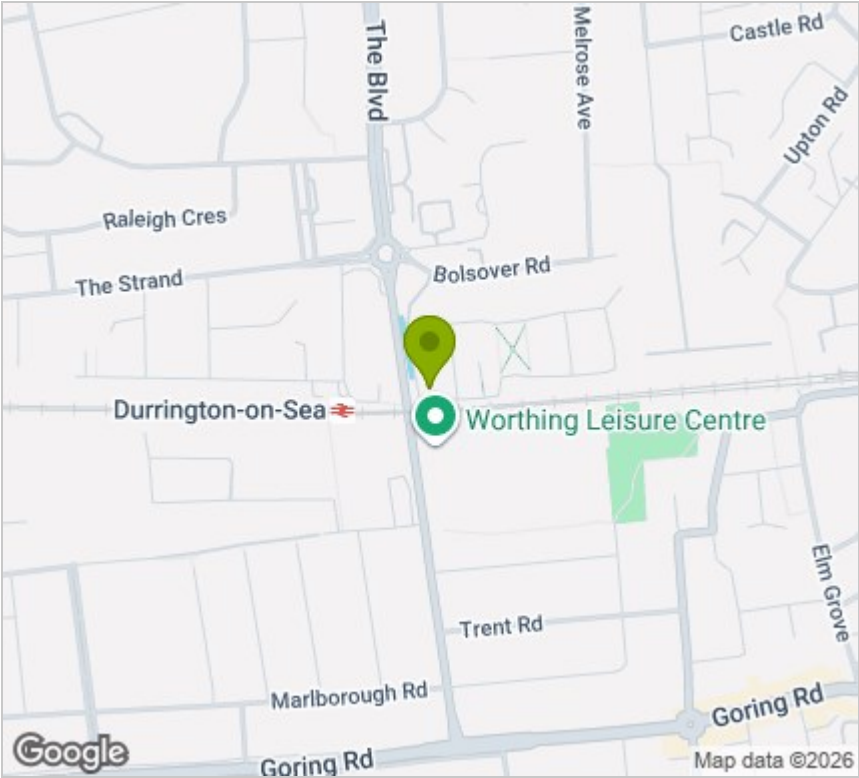 The Blvd
Melrose Ave
Castle Rd
Upton Rd
Raleigh Cres
The Strand
Bolsover Rd
Durrington-on-Sea
Worthing Leisure Centre
Elm Grove
Trent Rd
Marlborough Rd
Goring Rd
Goring Rd
Google
Map data ©2026